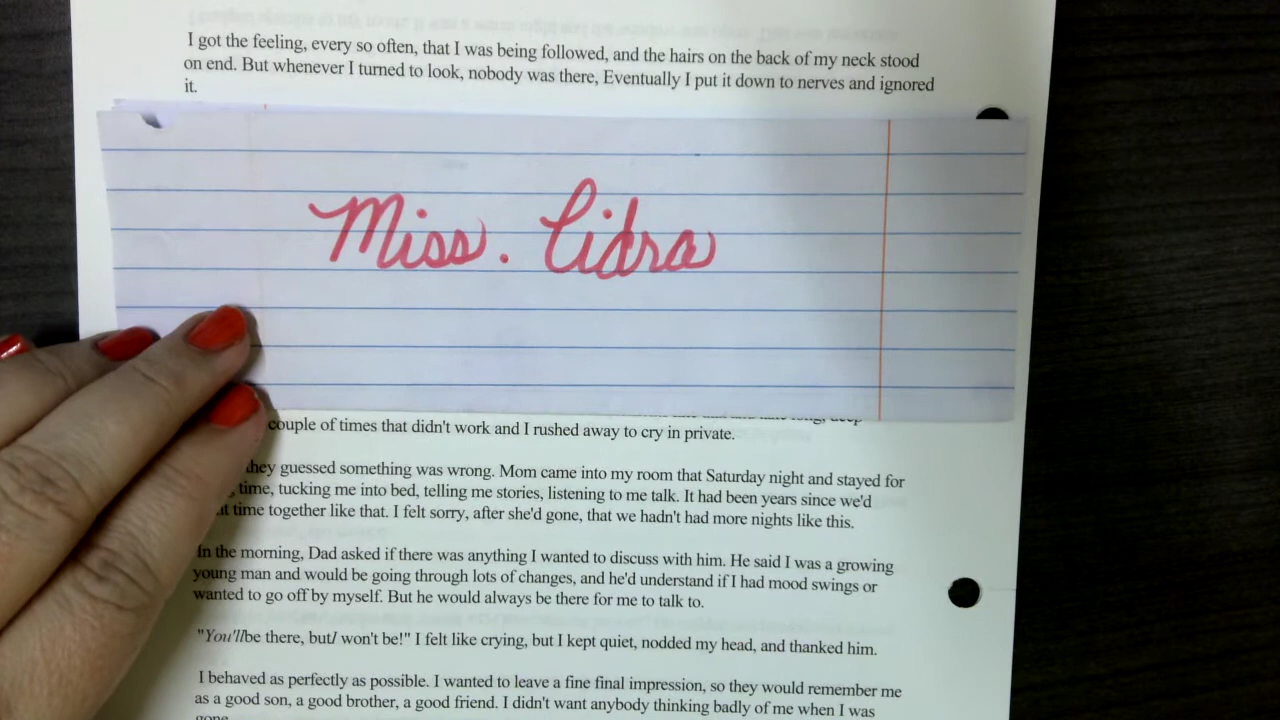 I got the feeling, every so often, that I was being followed, and the hairs on the back of my neck stood
on end. But whenever I turned to look, nobody was there, Eventually I put it down to nerves and ignored
it.
Miss. Lidra
couple of times that didn't work and I rushed away to cry in private.
they guessed something was wrong. Mom came into my room that Saturday night and stayed for
time, tucking me into bed, telling me stories, listening to me talk. It had been years since we'd
time together like that. I felt sorry, after she'd gone, that we hadn't had more nights like this.
In the morning, Dad asked if there was anything I wanted to discuss with him. He said I was a growing
young man and would be going through lots of changes, and he'd understand if I had mood swings or
wanted to go off by myself. But he would always be there for me to talk to.
"You'llbe there, but/ won't be!" I felt like crying, but I kept quiet, nodded my head, and thanked him.
I behaved as perfectly as possible. I wanted to leave a fine final impression, so they would remember me
as a good son, a good brother, a good friend. I didn't want anybody thinking badly of me when I was